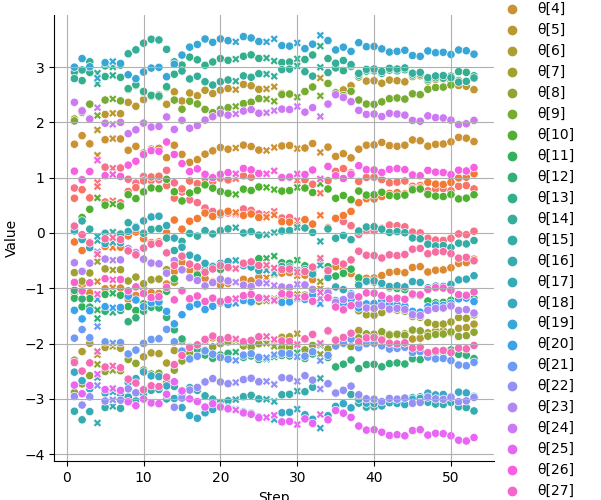 θ[4]
θ[5]
θ[6]
θ[7]
θ[8]
θ[9]
θ[10]
θ[11]
θ[12]
θ[13]
θ[14]
θ[15]
θ[16]
θ[17]
θ[18]
θ[19]
θ[20]
θ[21]
θ[22]
θ[23]
θ[24]
θ[25]
θ[26]
θ[27]
Value
3
2
1
0
−1
−2
−3
−4
0
10
20
30
40
50
Step